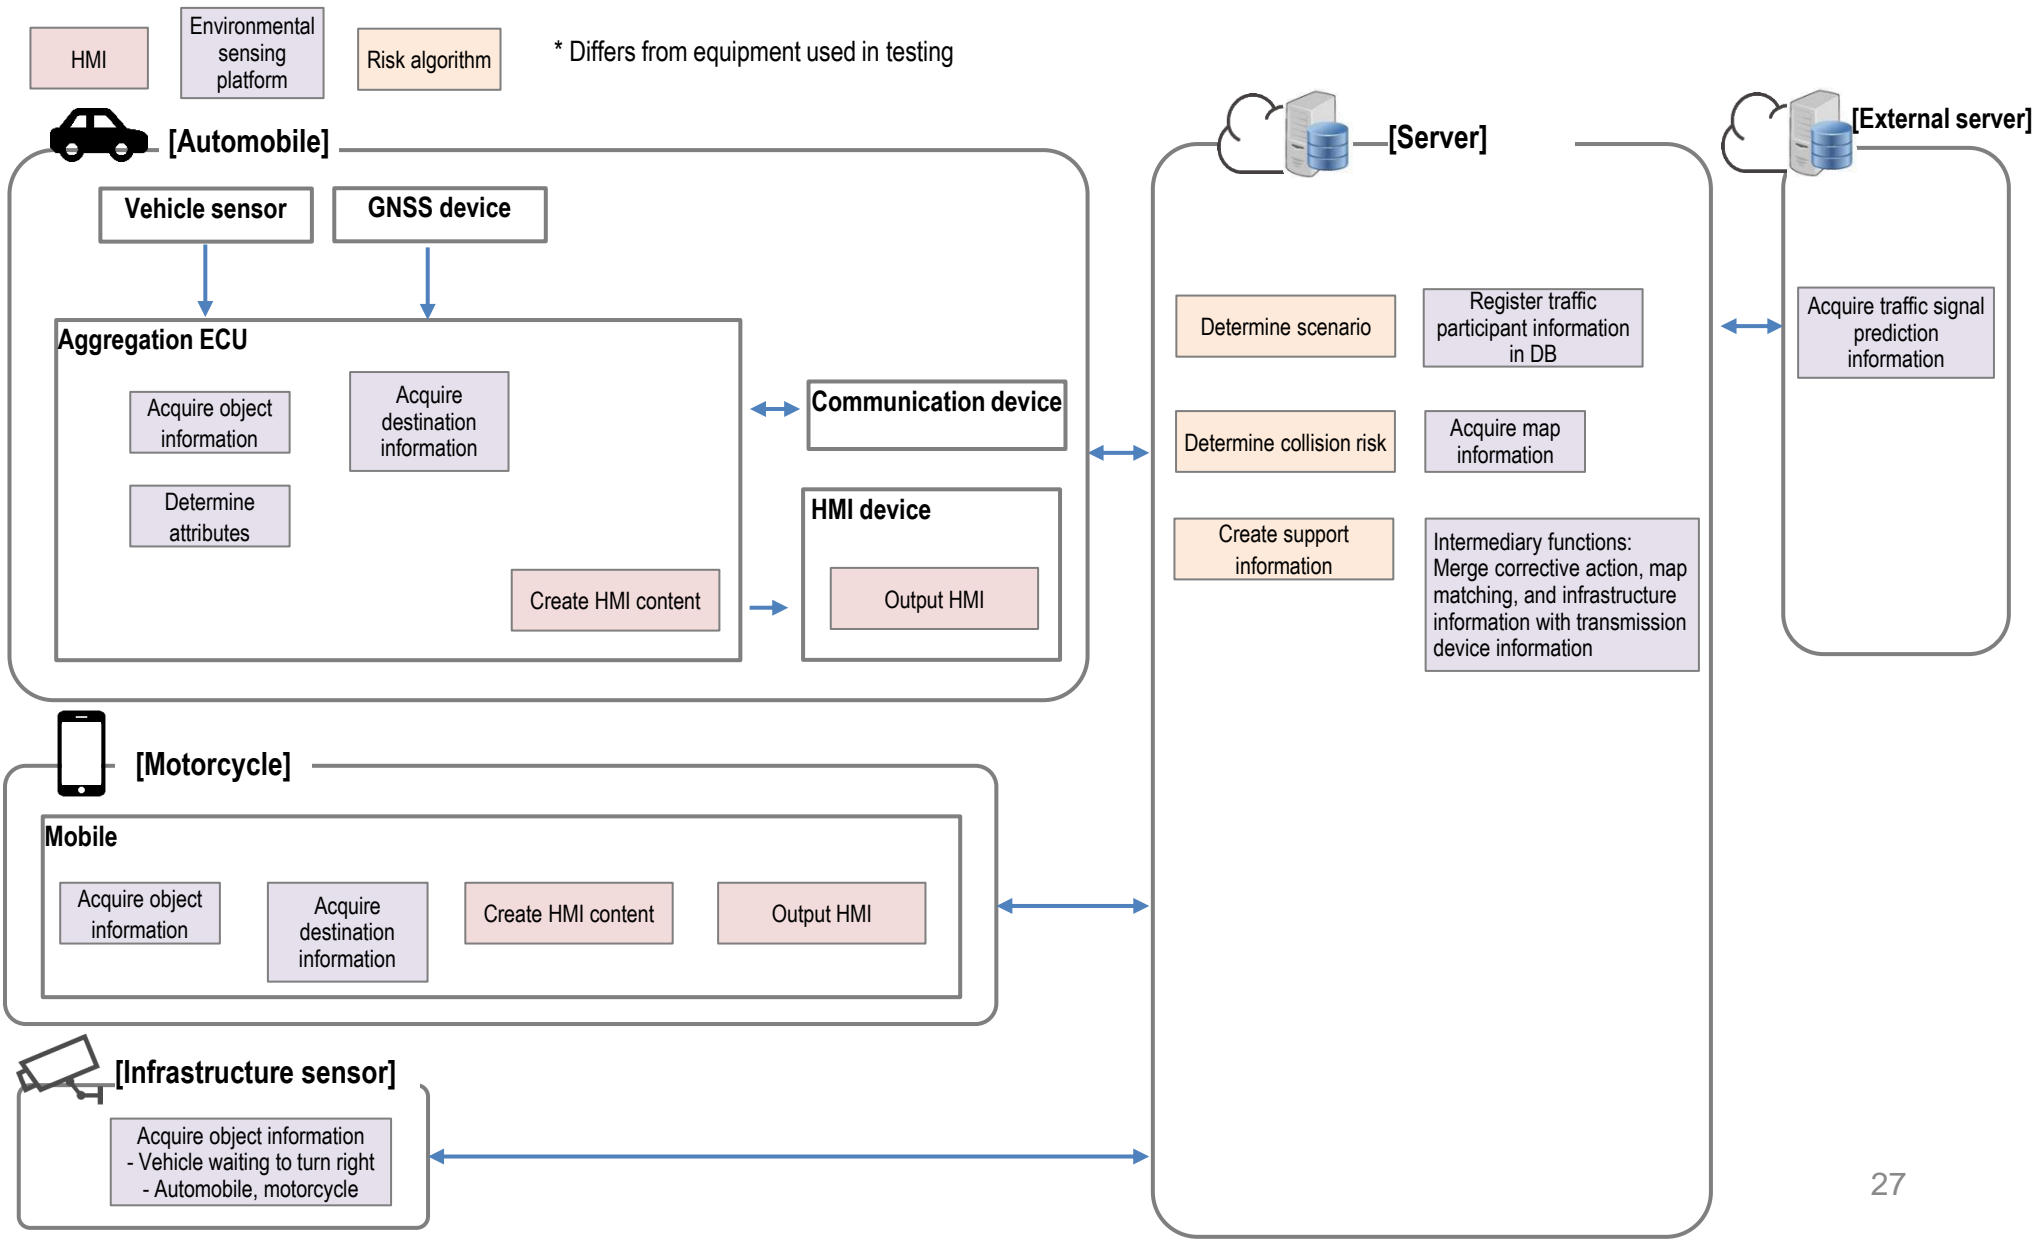 HMI
Environmental
sensing
platform
Risk algorithm
* Differs from equipment used in testing
[Automobile]
Vehicle sensor
GNSS device
Aggregation ECU
Acquire object
information
Acquire
destination
information
Determine
attributes
Create HMI content
Communication device
HMI device
Output HMI
[Server]
Determine scenario
Register traffic
participant information
in DB
Determine collision risk
Acquire map
information
Create support
information
Intermediary functions:
Merge corrective action, map
matching, and infrastructure
information with transmission
device information
[External server]
Acquire traffic signal
prediction
information
[Motorcycle]
Mobile
Acquire object
information
Acquire
destination
information
Create HMI content
Output HMI
[Infrastructure sensor]
Acquire object information
- Vehicle waiting to turn right
- Automobile, motorcycle
27